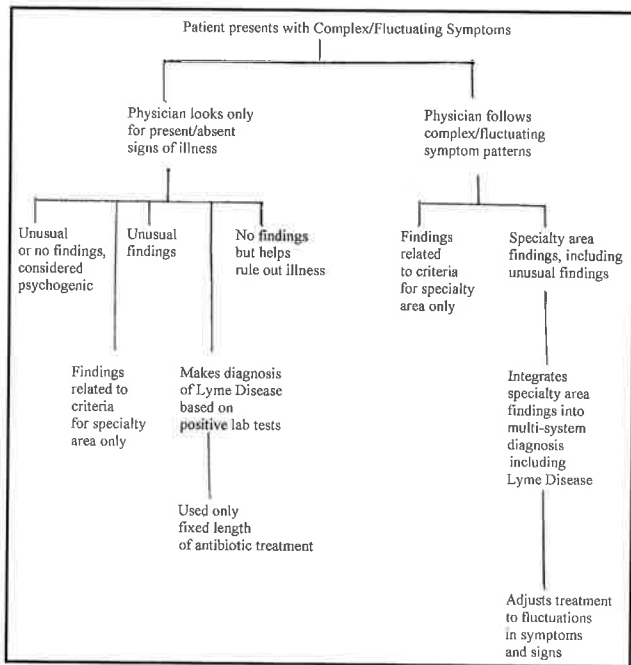 Patient presents with Complex/Fluctuating Symptoms
Physician looks only
for present/absent
signs of illness
Physician follows
complex/fluctuating
symptom patterns
Unusual
or no findings,
considered
psychogenic
Unusual
findings
No findings
but helps
rule out illness
Findings
related
to criteria
for specialty
area only
Specialty area
findings, including
unusual findings
Findings
related to
criteria
for specialty
area only
Makes diagnosis
of Lyme Disease
based on
positive lab tests
Integrates
specialty area
findings into
multi-system
diagnosis
including
Lyme Disease
Used only
fixed length
of antibiotic treatment
Adjusts treatment
to fluctuations
in symptoms
and signs